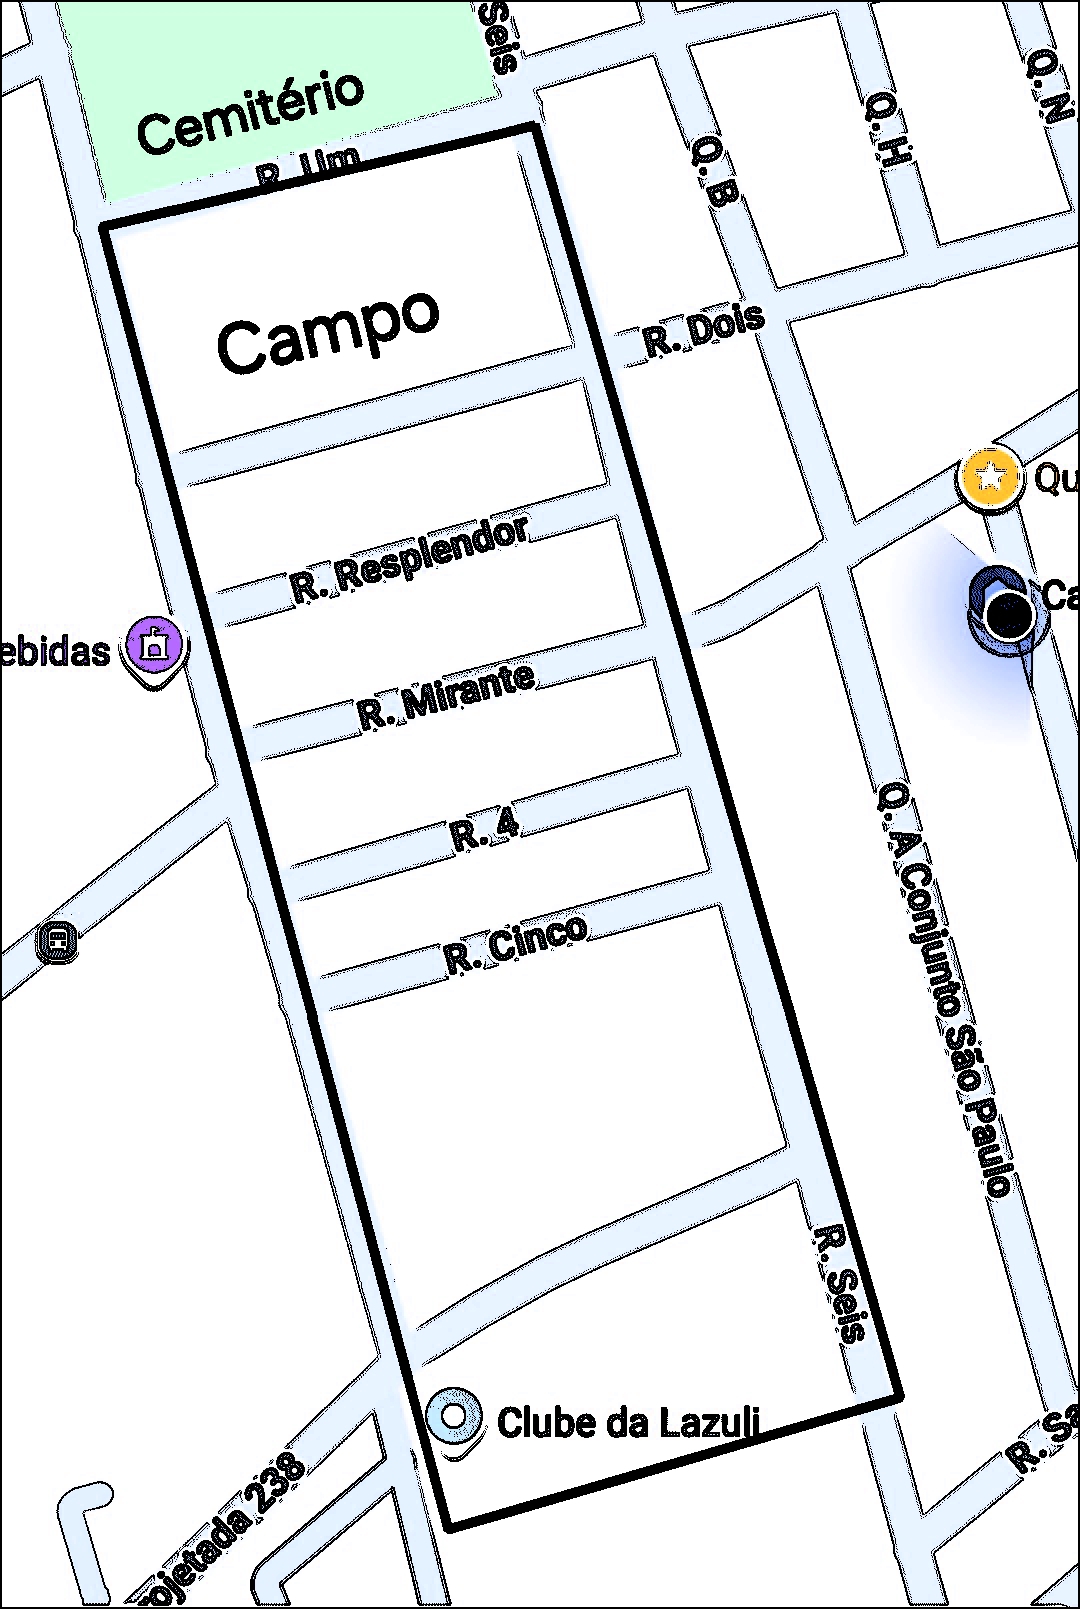 Seis
Cemitério
R. Um
Q. B
Q. H
Q. N
Campo
R. Dois
Qu
R. Resplendor
Ca
ebidas
R. Mirante
R. 4
Q. A Conjunto São Paulo
R. Cinco
R. Seis
Clube da Lazuli
R. Sa
rojetada 238